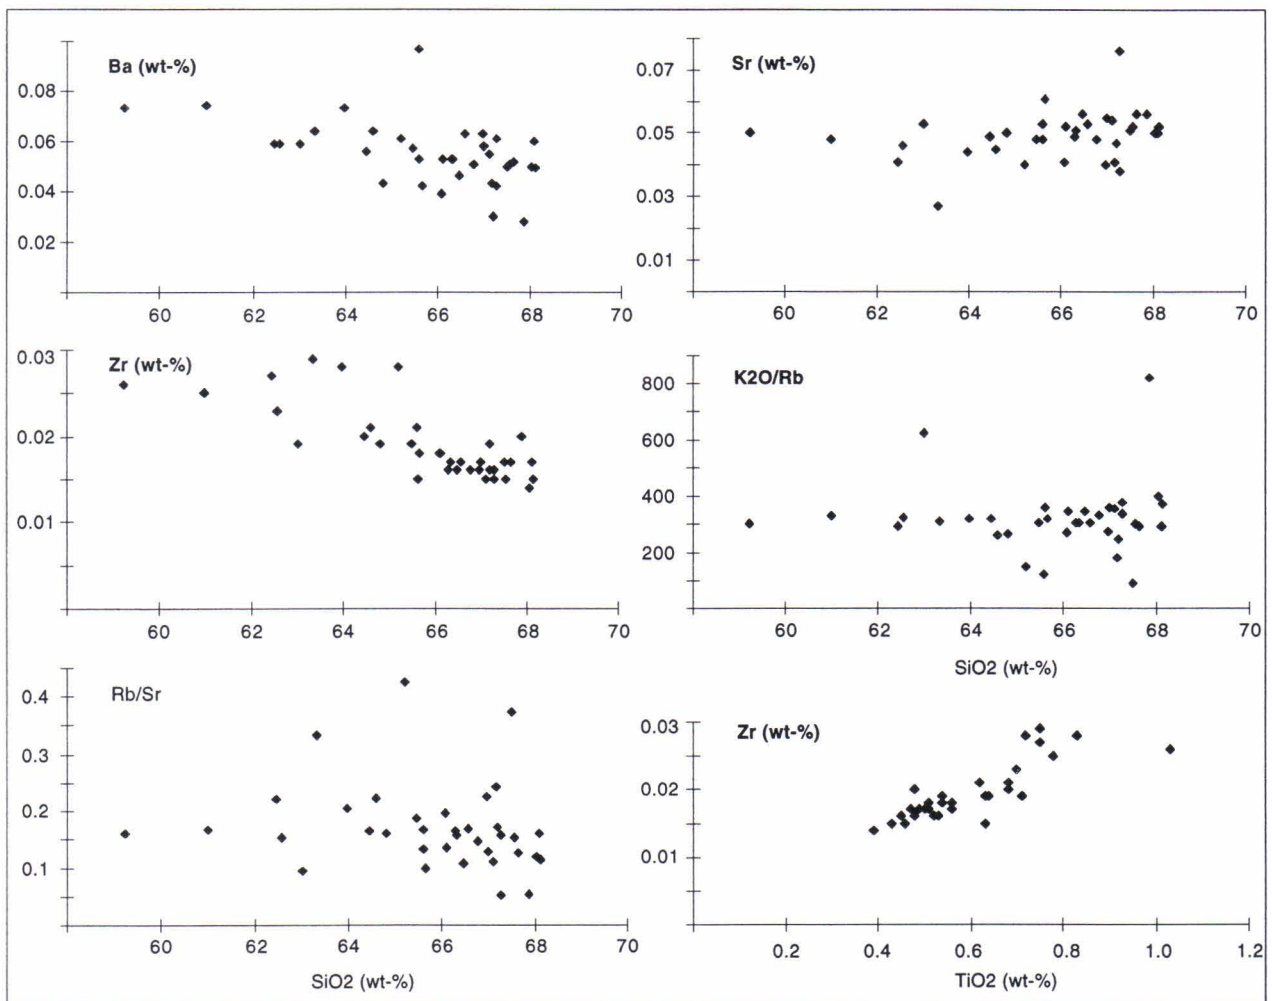 Ba (wt-%)
0.08
0.06
0.04
0.02
60 62 64 66 68 70
Sr (wt-%)
0.07
0.05
0.03
0.01
60 62 64 66 68 70
Zr (wt-%)
0.03
0.02
0.01
60 62 64 66 68 70
K2O/Rb
800
600
400
200
60 62 64 66 68 70
SiO2 (wt-%)
Rb/Sr
0.4
0.3
0.2
0.1
60 62 64 66 68 70
SiO2 (wt-%)
Zr (wt-%)
0.03
0.02
0.01
0.2 0.4 0.6 0.8 1.0 1.2
TiO2 (wt-%)